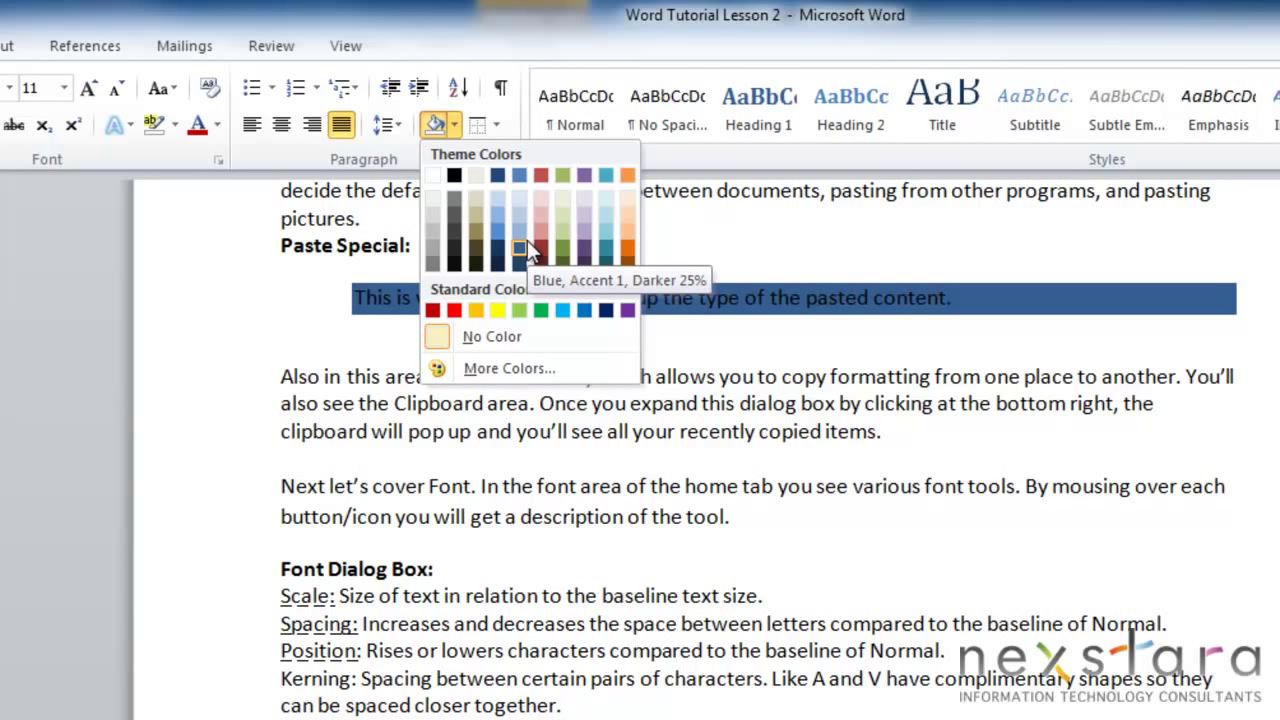 Word Tutorial Lesson 2 - Microsoft Word
ut References Mailings Review View
11 Aa
abc X₂ X² A ab A
AaBbCcDc AaBbCcDc AaBbC AaBbCc AaB AaBbCc. AaBbCcDc AaBbCcDc
¶ Normal ¶ No Spaci... Heading 1 Heading 2 Title Subtitle Subtle Em... Emphasis
Font Paragraph Styles
Theme Colors
decide the between documents, pasting from other programs, and pasting
pictures.
Paste Special:
Blue, Accent 1, Darker 25%
Standard Colo
This is up the type of the pasted content.
No Color
More Colors...
Also in this area allows you to copy formatting from one place to another. You'll
also see the Clipboard area. Once you expand this dialog box by clicking at the bottom right, the
clipboard will pop up and you'll see all your recently copied items.
Next let's cover Font. In the font area of the home tab you see various font tools. By mousing over each
button/icon you will get a description of the tool.
Font Dialog Box:
Scale: Size of text in relation to the baseline text size.
Spacing: Increases and decreases the space between letters compared to the baseline of Normal.
Position: Rises or lowers characters compared to the baseline of Normal.
Kerning: Spacing between certain pairs of characters. Like A and V have complimentary shapes so they
can be spaced closer together.
nexstara
INFORMATION TECHNOLOGY CONSULTANTS